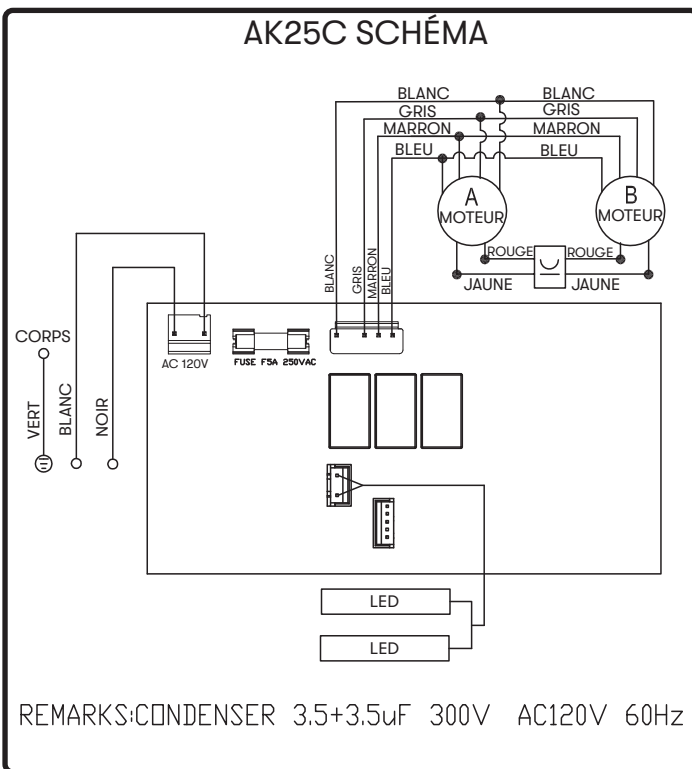 AK25C SCHÉMA
BLANC BLANC
GRIS GRIS
MARRON MARRON
BLEU BLEU
A B
MOTEUR MOTEUR
ROUGE ROUGE
JAUNE JAUNE
BLANC
GRIS
MARRON
BLEU
CORPS
AC 120V
FUSE F5A 250VAC
VERT
BLANC
NOIR
LED
LED
REMARKS:CONDENSER 3.5+3.5uF 300V AC120V 60Hz